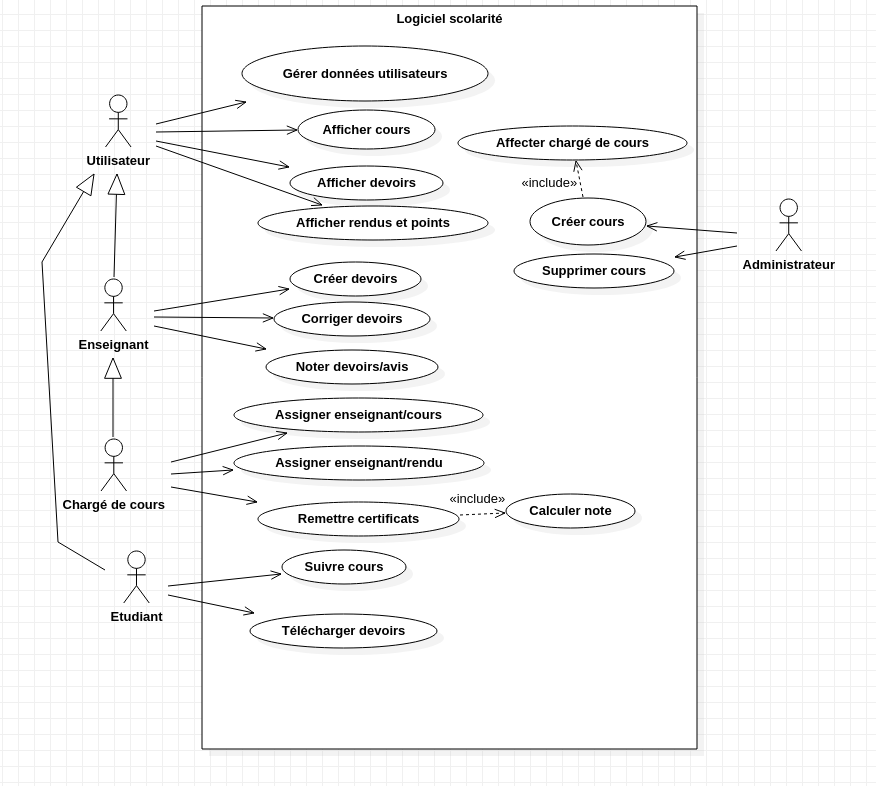 Logiciel scolarité
Gérer données utilisateurs
Afficher cours
Affecter chargé de cours
Utilisateur
Afficher devoirs
«include»
Afficher rendus et points
Créer cours
Supprimer cours
Administrateur
Créer devoirs
Corriger devoirs
Enseignant
Noter devoirs/avis
Assigner enseignant/cours
Assigner enseignant/rendu
Chargé de cours
«include»
Remettre certificats
Calculer note
Suivre cours
Etudiant
Télécharger devoirs